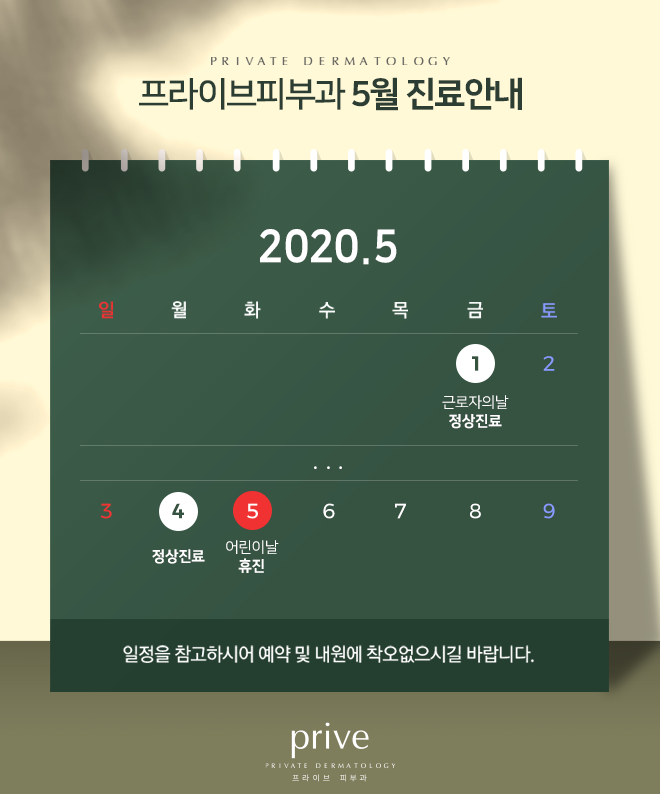 PRIVATE DERMATOLOGY
프라이브피부과 5월 진료안내
2020.5
일 월 화 수 목 금 토
1 2
근로자의날
정상진료
...
3 4 5 6 7 8 9
정상진료 어린이날
휴진
일정을 참고하시어 예약 및 내원에 착오없으시길 바랍니다.
prive
PRIVATE DERMATOLOGY
프라이브 피부과